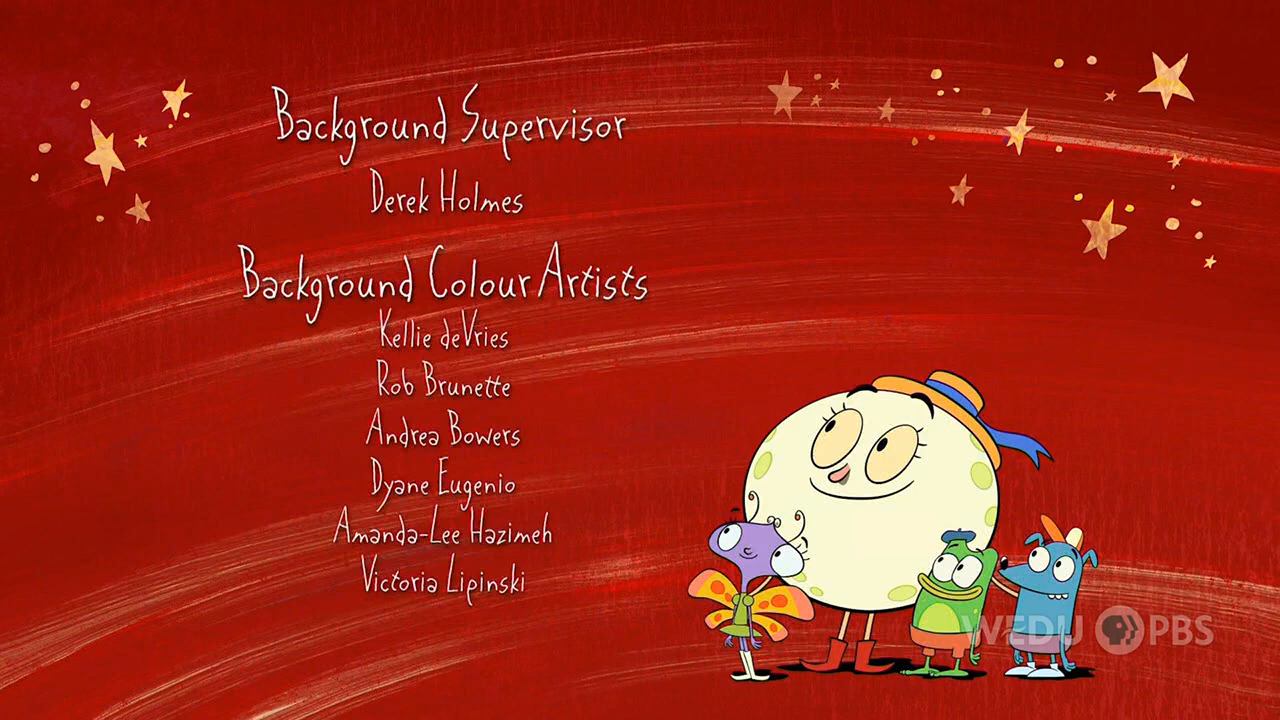 Background Supervisor
Derek Holmes
Background Colour Artists
Kellie deVries
Rob Brunette
Andrea Bowers
Dyane Eugenio
Amanda-Lee Hazimeh
Victoria Lipinski
WEDU PBS